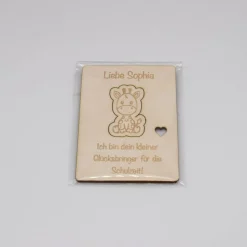 Liebe Sophia
Ich bin dein kleiner
Glücksbringer für die
Schulzeit!